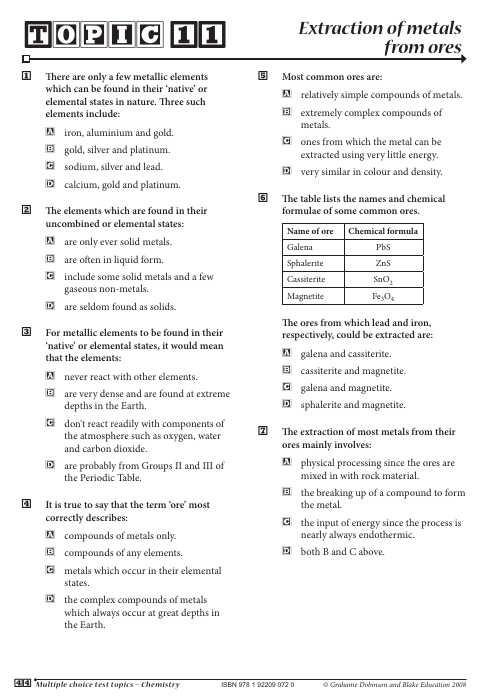 TOPIC 11
Extraction of metals
from ores
1 There are only a few metallic elements
which can be found in their 'native' or
elemental states in nature. Three such
elements include:
A iron, aluminium and gold.
B gold, silver and platinum.
C sodium, silver and lead.
D calcium, gold and platinum.
2 The elements which are found in their
uncombined or elemental states:
A are only ever solid metals.
B are often in liquid form.
C include some solid metals and a few
gaseous non-metals.
D are seldom found as solids.
3 For metallic elements to be found in their
'native' or elemental states, it would mean
that the elements:
A never react with other elements.
B are very dense and are found at extreme
depths in the Earth.
C don't react readily with components of
the atmosphere such as oxygen, water
and carbon dioxide.
D are probably from Groups II and III of
the Periodic Table.
4 It is true to say that the term 'ore' most
correctly describes:
A compounds of metals only.
B compounds of any elements.
C metals which occur in their elemental
states.
D the complex compounds of metals
which always occur at great depths in
the Earth.
5 Most common ores are:
A relatively simple compounds of metals.
B extremely complex compounds of
metals.
C ones from which the metal can be
extracted using very little energy.
D very similar in colour and density.
6 The table lists the names and chemical
formulae of some common ores.
Name of ore Chemical formula
Galena PbS
Sphalerite ZnS
Cassiterite SnO₂
Magnetite Fe₃O₄
The ores from which lead and iron,
respectively, could be extracted are:
A galena and cassiterite.
B cassiterite and magnetite.
C galena and magnetite.
D sphalerite and magnetite.
7 The extraction of most metals from their
ores mainly involves:
A physical processing since the ores are
mixed in with rock material.
B the breaking up of a compound to form
the metal.
C the input of energy since the process is
nearly always endothermic.
D both B and C above.
44 Multiple choice test topics – Chemistry ISBN 978 1 92209 072 0 © Grahame Dobinson and Blake Education 2008